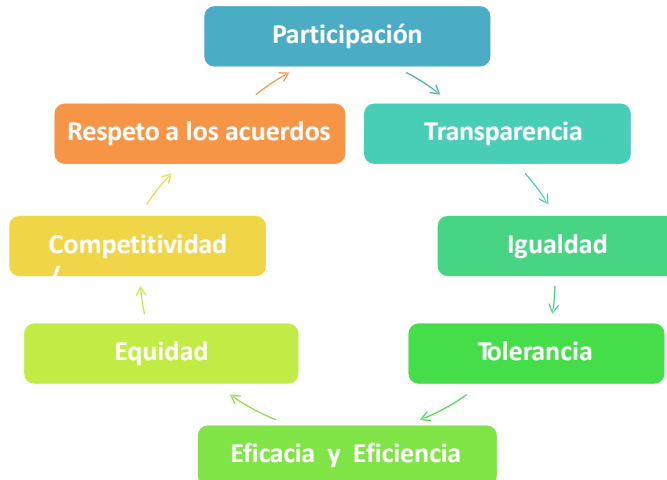 Participación
Respeto a los acuerdos
Transparencia
Competitividad
/
Igualdad
Equidad
Tolerancia
Eficacia y Eficiencia